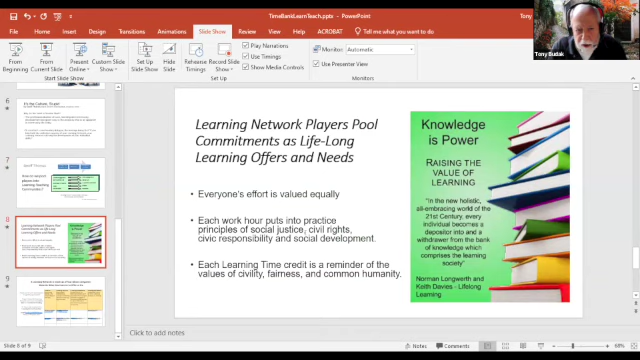 TimeBankLearnTeach.pptx - PowerPoint
Tony
File Home Insert Design Transitions Animations Slide Show Review View Help Acrobat Tell me what you want to do
From Beginning
From Current Slide
Present Online
Custom Slide Show
Set Up Slide Show
Hide Slide
Rehearse Timings
Record Slide Show
Play Narrations
Use Timings
Show Media Controls
Monitor: Automatic
Use Presenter View
Start Slide Show
Set Up
Monitors
Tony Budak
6
7
8
9
Learning Network Players Pool
Commitments as Life-Long
Learning Offers and Needs
• Everyone's effort is valued equally
• Each work hour puts into practice
principles of social justice, civil rights,
civic responsibility and social development.
• Each Learning Time credit is a reminder of the
values of civility, fairness, and common humanity.
Knowledge
is Power
RAISING THE
VALUE OF
LEARNING
"In the new holistic,
all-embracing world of the
21st Century, every
individual becomes a
depositor into and a
withdrawer from the bank
of knowledge which
comprises the learning
society"
Norman Longworth and
Keith Davies - Lifelong
Learning
Click to add notes
Slide 8 of 9
Notes
Comments
68%